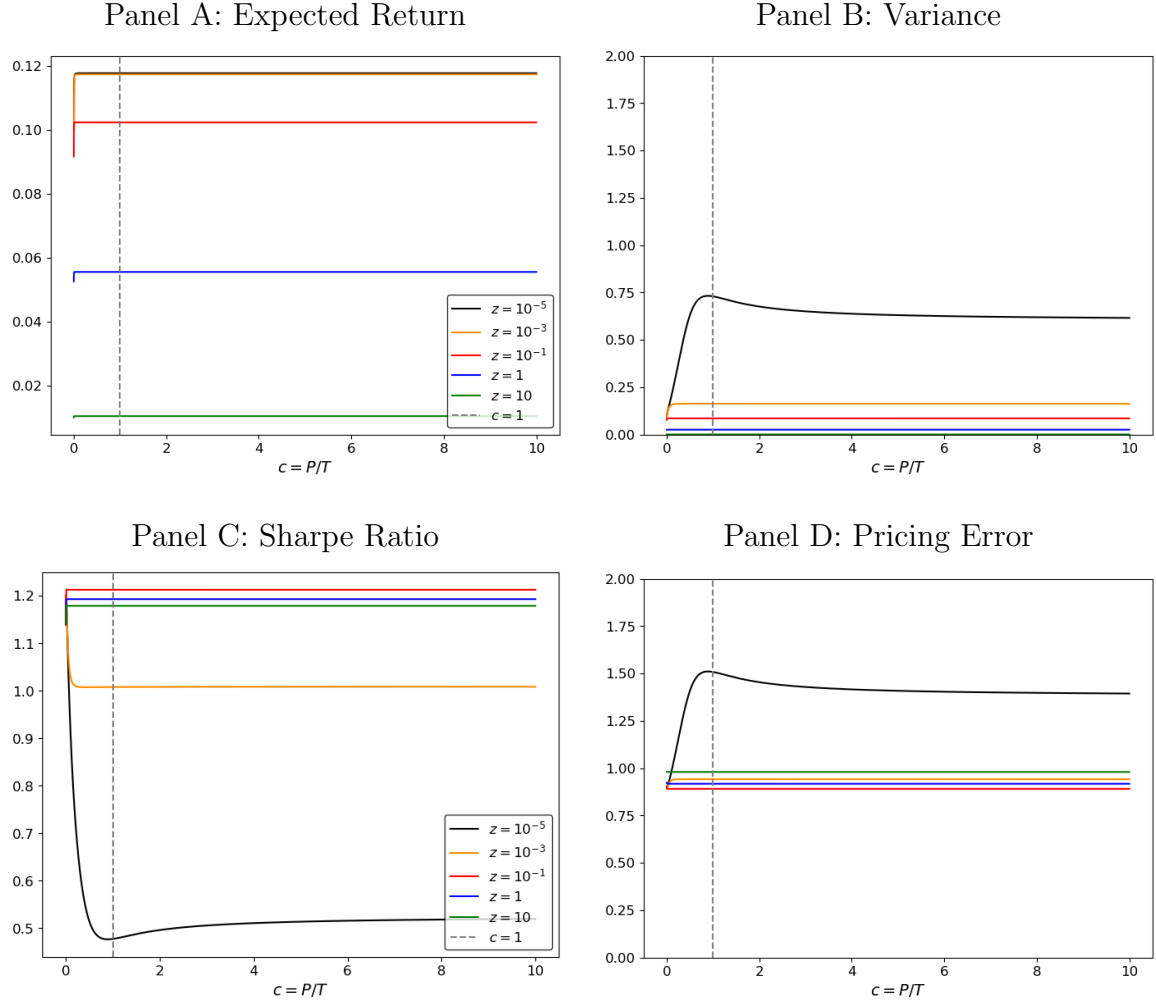 Panel A: Expected Return
0.12
0.10
0.08
0.06
0.04
0.02
z = 10⁻⁵
z = 10⁻³
z = 10⁻¹
z = 1
z = 10
c = 1
0 2 4 6 8 10
c = P/T
Panel B: Variance
2.00
1.75
1.50
1.25
1.00
0.75
0.50
0.25
0.00
0 2 4 6 8 10
c = P/T
Panel C: Sharpe Ratio
1.2
1.1
1.0
0.9
0.8
0.7
0.6
0.5
z = 10⁻⁵
z = 10⁻³
z = 10⁻¹
z = 1
z = 10
c = 1
0 2 4 6 8 10
c = P/T
Panel D: Pricing Error
2.00
1.75
1.50
1.25
1.00
0.75
0.50
0.25
0.00
0 2 4 6 8 10
c = P/T